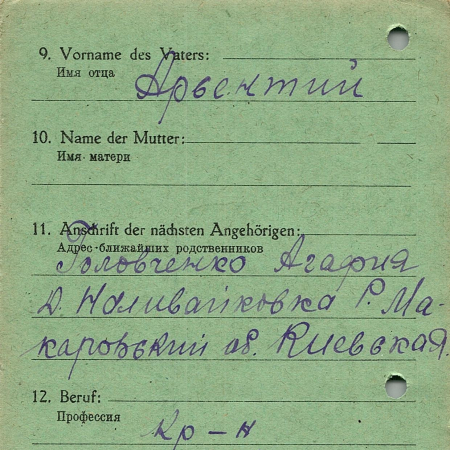 9. Vorname des Vaters:
Имя отца
Арьентий
10. Name der Mutter:
Имя матери
11. Anschrift der nächsten Angehörigen:
Адрес ближайших родственников
Головченко Агафия
д. Наливайковка р. Ма-
каровский об. Киевская.
12. Beruf:
Профессия
Кр-н